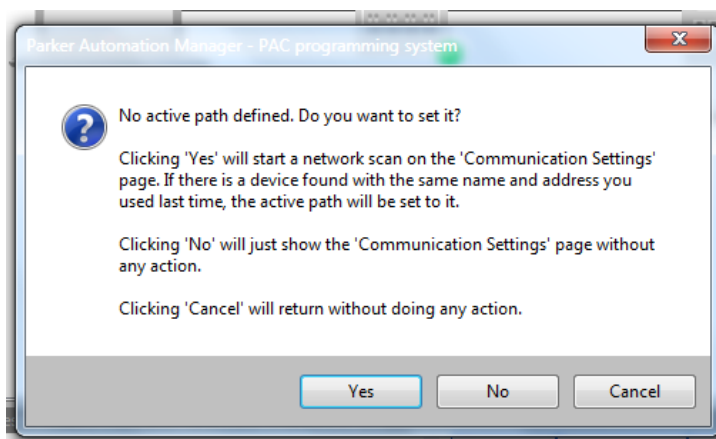 Parker Automation Manager - PAC programming system
No active path defined. Do you want to set it?
Clicking 'Yes' will start a network scan on the 'Communication Settings'
page. If there is a device found with the same name and address you
used last time, the active path will be set to it.
Clicking 'No' will just show the 'Communication Settings' page without
any action.
Clicking 'Cancel' will return without doing any action.
Yes
No
Cancel